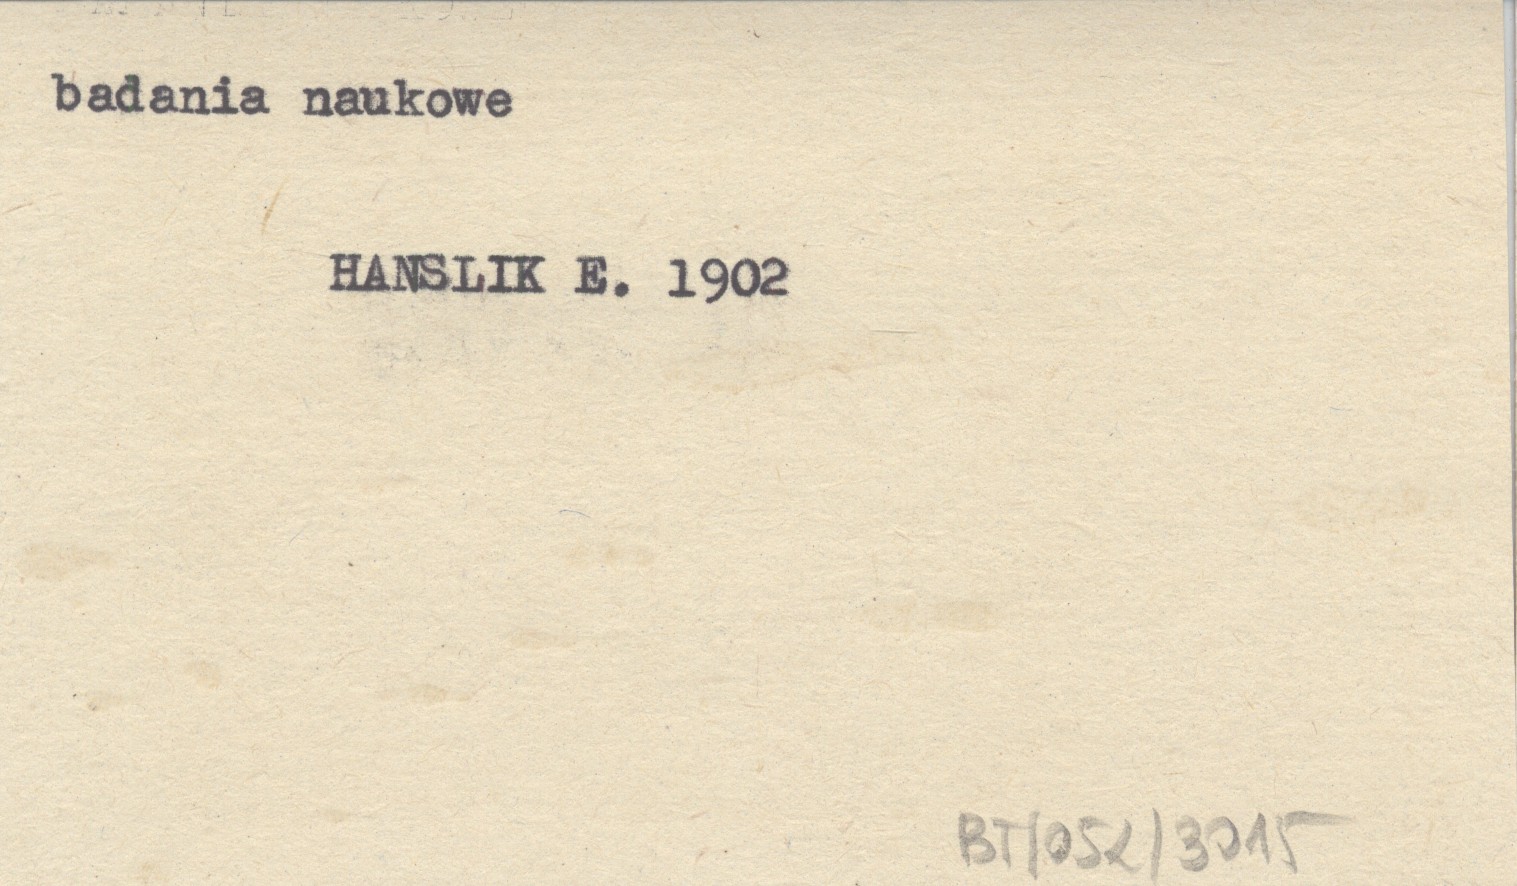 badania naukowe
HANSLIK E. 1902
BT/052/3015